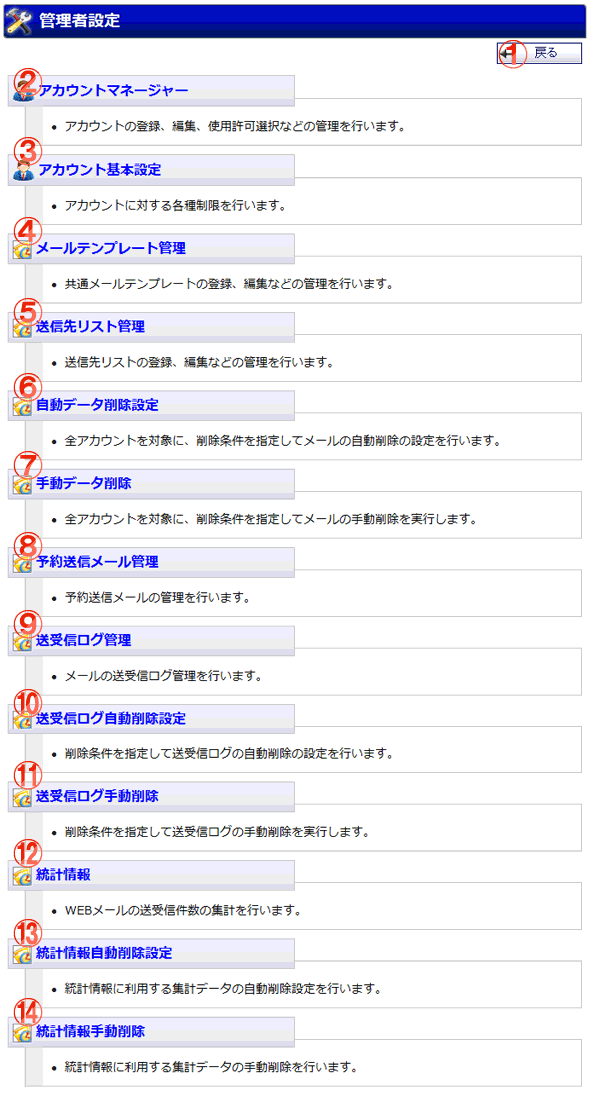 管理者設定
① 戻る
② アカウントマネージャー
• アカウントの登録、編集、使用許可選択などの管理を行います。
③ アカウント基本設定
• アカウントに対する各種制限を行います。
④ メールテンプレート管理
• 共通メールテンプレートの登録、編集などの管理を行います。
⑤ 送信先リスト管理
• 送信先リストの登録、編集などの管理を行います。
⑥ 自動データ削除設定
• 全アカウントを対象に、削除条件を指定してメールの自動削除の設定を行います。
⑦ 手動データ削除
• 全アカウントを対象に、削除条件を指定してメールの手動削除を実行します。
⑧ 予約送信メール管理
• 予約送信メールの管理を行います。
⑨ 送受信ログ管理
• メールの送受信ログ管理を行います。
⑩ 送受信ログ自動削除設定
• 削除条件を指定して送受信ログの自動削除の設定を行います。
⑪ 送受信ログ手動削除
• 削除条件を指定して送受信ログの手動削除を実行します。
⑫ 統計情報
• WEBメールの送受信件数の集計を行います。
⑬ 統計情報自動削除設定
• 統計情報に利用する集計データの自動削除設定を行います。
⑭ 統計情報手動削除
• 統計情報に利用する集計データの手動削除を行います。